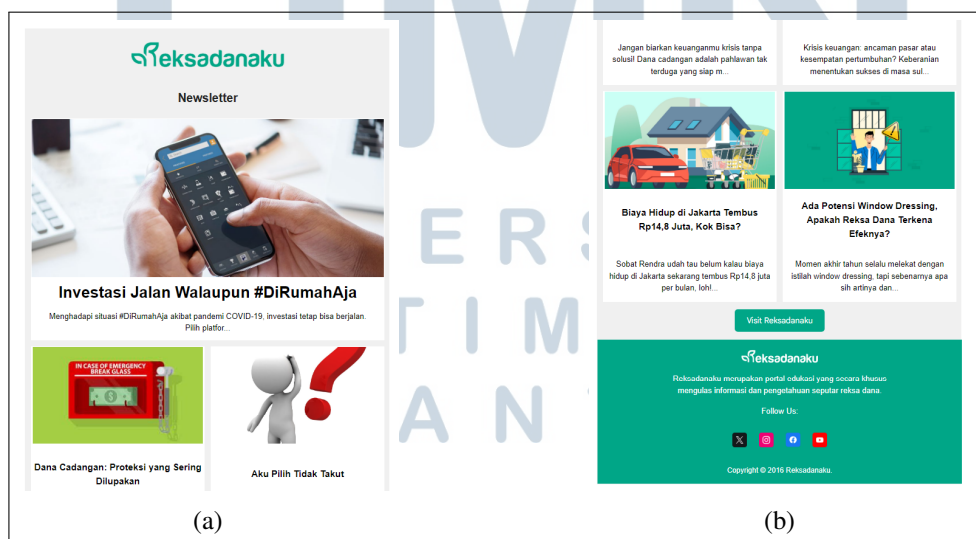 Reksadanaku
Newsletter
Investasi Jalan Walaupun #DiRumahAja
Menghadapi situasi #DiRumahAja akibat pandemi COVID-19, investasi tetap bisa berjalan.
Pilih platfor...
IN CASE OF EMERGENCY
BREAK GLASS
Dana Cadangan: Proteksi yang Sering
Dilupakan
Aku Pilih Tidak Takut
(a)
Jangan biarkan keuanganmu krisis tanpa
solusi! Dana cadangan adalah pahlawan tak
terduga yang siap m...
Krisis keuangan: ancaman pasar atau
kesempatan pertumbuhan? Keberanian
menentukan sukses di masa sul...
Biaya Hidup di Jakarta Tembus
Rp14,8 Juta, Kok Bisa?
Sobat Rendra udah tau belum kalau biaya
hidup di Jakarta sekarang tembus Rp14,8 juta
per bulan, loh!...
Ada Potensi Window Dressing,
Apakah Reksa Dana Terkena
Efeknya?
Momen akhir tahun selalu melekat dengan
istilah window dressing, tapi sebenarnya apa
sih artinya dan...
Visit Reksadanaku
Reksadanaku
Reksadanaku merupakan portal edukasi yang secara khusus
mengulas informasi dan pengetahuan seputar reksa dana.
Follow Us:
Copyright © 2016 Reksadanaku.
(b)